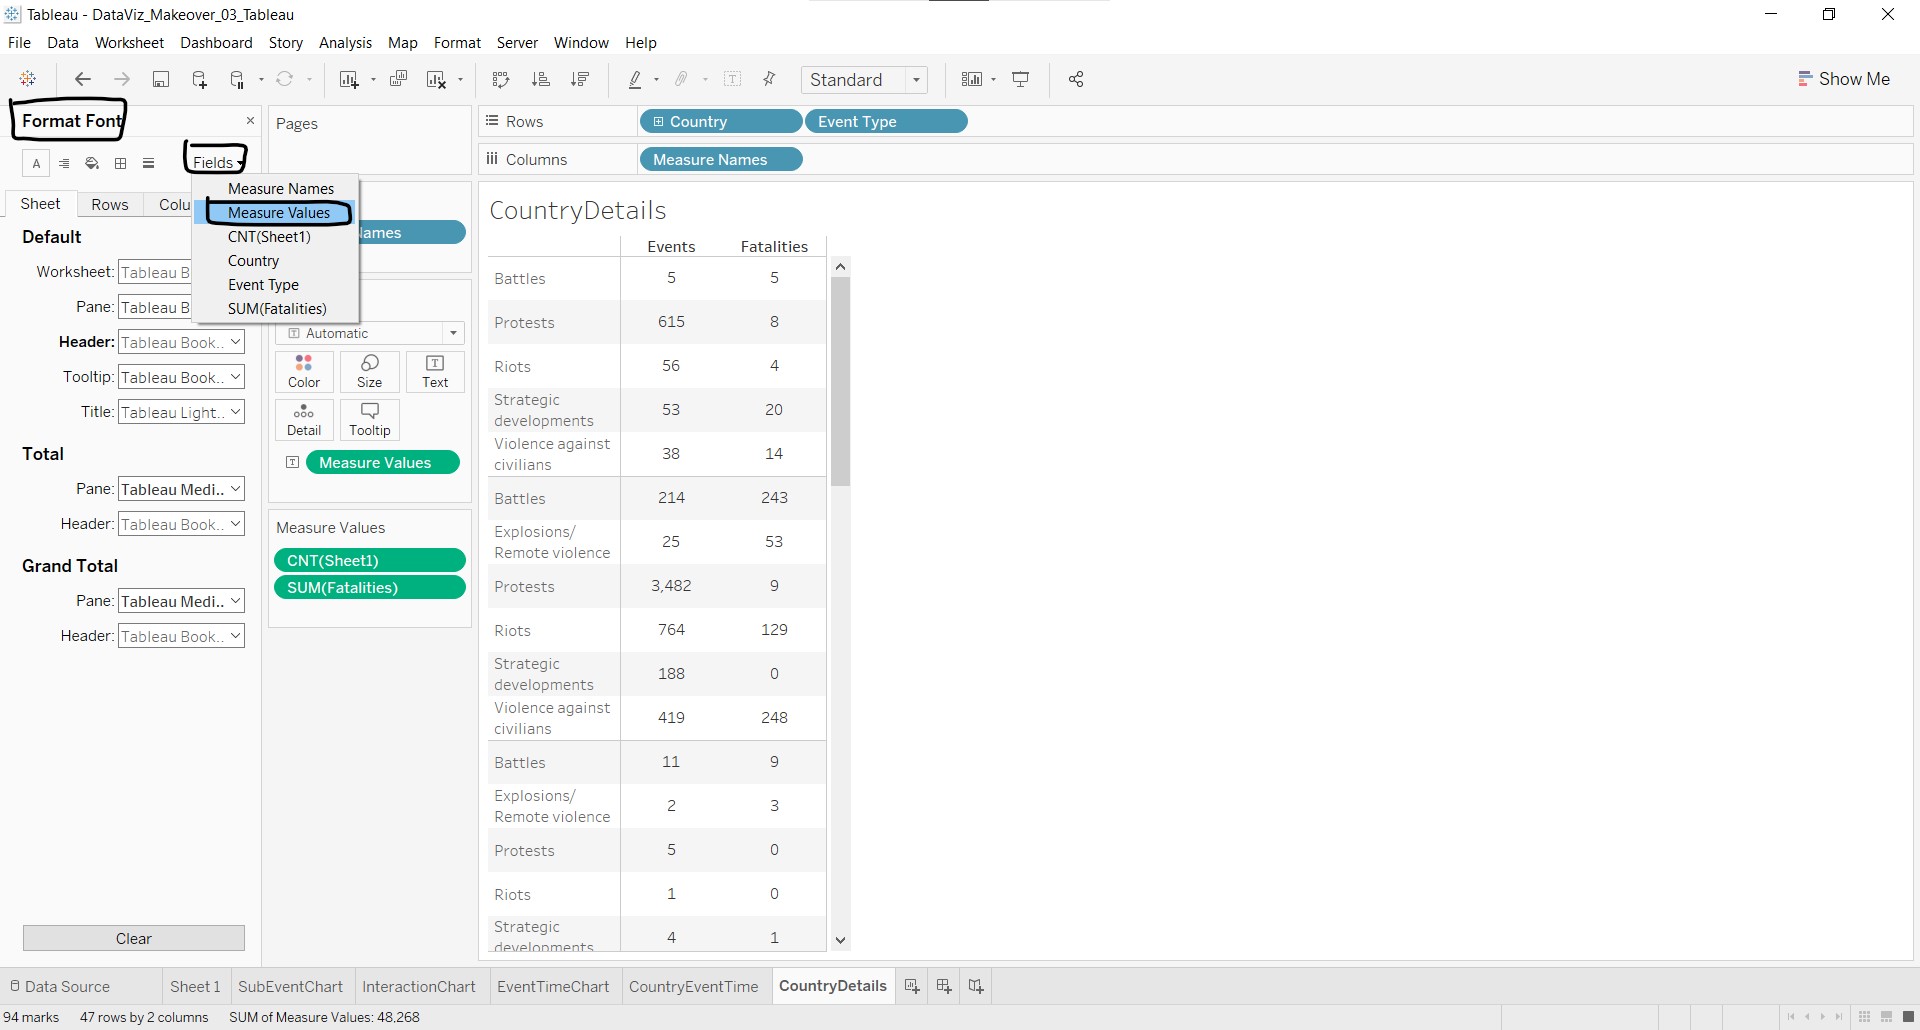 Tableau - DataViz_Makeover_03_Tableau
File Data Worksheet Dashboard Story Analysis Map Format Server Window Help
Standard
Show Me
Format Font
Fields
Measure Names
Measure Values
CNT(Sheet1)
Country
Event Type
SUM(Fatalities)
Sheet Rows Colu
Default
Worksheet: Tableau B
Pane: Tableau B
Header: Tableau Book..
Tooltip: Tableau Book..
Title: Tableau Light..
Total
Pane: Tableau Medi..
Header: Tableau Book..
Grand Total
Pane: Tableau Medi..
Header: Tableau Book..
Clear
Pages
ames
Automatic
Color Size Text
Detail Tooltip
Measure Values
Measure Values
CNT(Sheet1)
SUM(Fatalities)
Rows Country Event Type
Columns Measure Names
CountryDetails
Events Fatalities
Battles 5 5
Protests 615 8
Riots 56 4
Strategic
developments 53 20
Violence against
civilians 38 14
Battles 214 243
Explosions/
Remote violence 25 53
Protests 3,482 9
Riots 764 129
Strategic
developments 188 0
Violence against
civilians 419 248
Battles 11 9
Explosions/
Remote violence 2 3
Protests 5 0
Riots 1 0
Strategic
developments 4 1
Data Source Sheet 1 SubEventChart InteractionChart EventTimeChart CountryEventTime CountryDetails
94 marks 47 rows by 2 columns SUM of Measure Values: 48,268